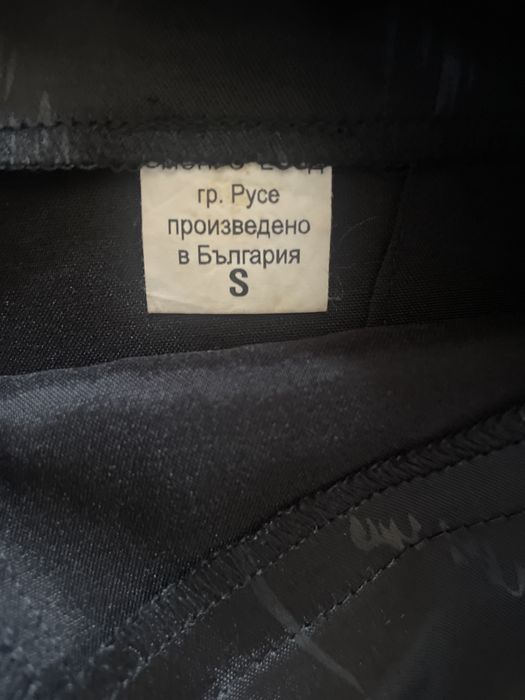 гр. Русе
произведено
в България
S